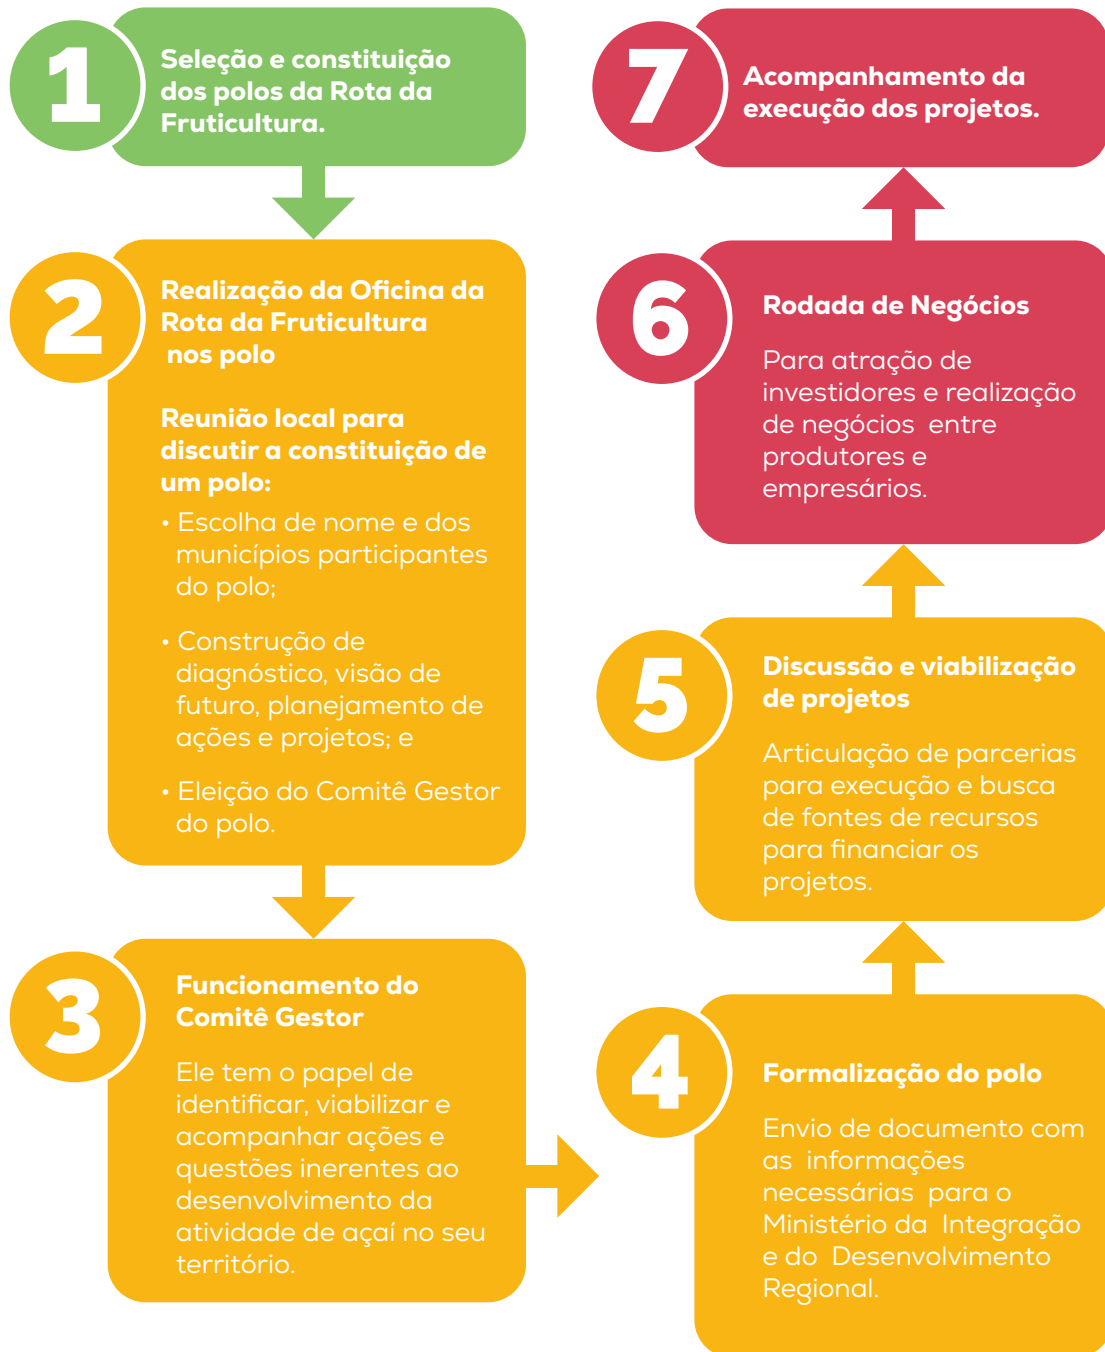 1
Seleção e constituição
dos polos da Rota da
Fruticultura.
2
Realização da Oficina da
Rota da Fruticultura
nos polo
Reunião local para
discutir a constituição de
um polo:
• Escolha de nome e dos
municípios participantes
do polo;
• Construção de
diagnóstico, visão de
futuro, planejamento de
ações e projetos; e
• Eleição do Comitê Gestor
do polo.
3
Funcionamento do
Comitê Gestor
Ele tem o papel de
identificar, viabilizar e
acompanhar ações e
questões inerentes ao
desenvolvimento da
atividade de açaí no seu
território.
4
Formalização do polo
Envio de documento com
as informações
necessárias para o
Ministério da Integração
e do Desenvolvimento
Regional.
5
Discussão e viabilização
de projetos
Articulação de parcerias
para execução e busca
de fontes de recursos
para financiar os
projetos.
6
Rodada de Negócios
Para atração de
investidores e realização
de negócios entre
produtores e
empresários.
7
Acompanhamento da
execução dos projetos.